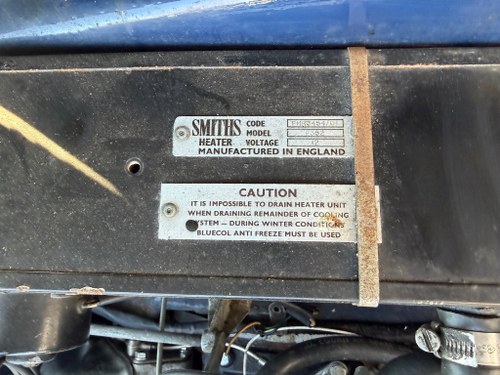 SMITHS CODE
HEATER MODEL
VOLTAGE 12
MANUFACTURED IN ENGLAND
CAUTION
IT IS IMPOSSIBLE TO DRAIN HEATER UNIT
WHEN DRAINING REMAINDER OF COOLING
SYSTEM — DURING WINTER CONDITIONS
BLUECOL ANTI FREEZE MUST BE USED